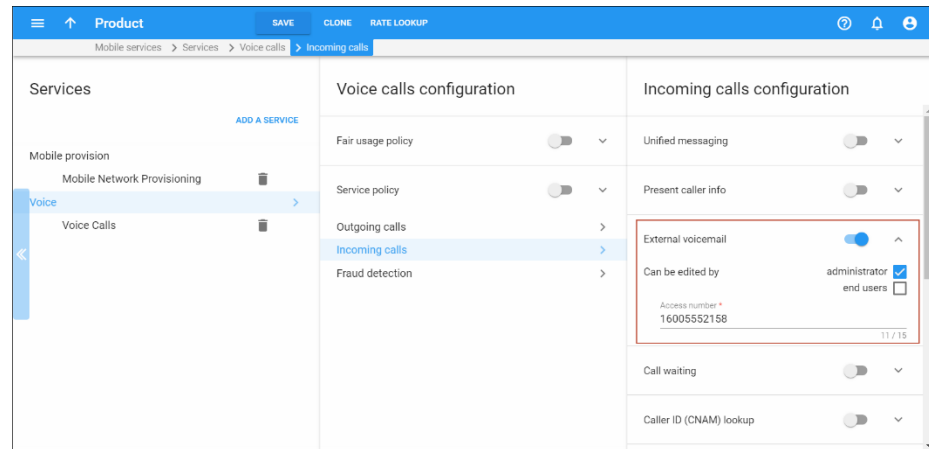 Product SAVE CLONE RATE LOOKUP
Mobile services > Services > Voice calls > Incoming calls
Services
ADD A SERVICE
Mobile provision
Mobile Network Provisioning
Voice
Voice Calls
Voice calls configuration
Fair usage policy
Service policy
Outgoing calls
Incoming calls
Fraud detection
Incoming calls configuration
Unified messaging
Present caller info
External voicemail
Can be edited by administrator
end users
Access number *
16005552158
11 / 15
Call waiting
Caller ID (CNAM) lookup